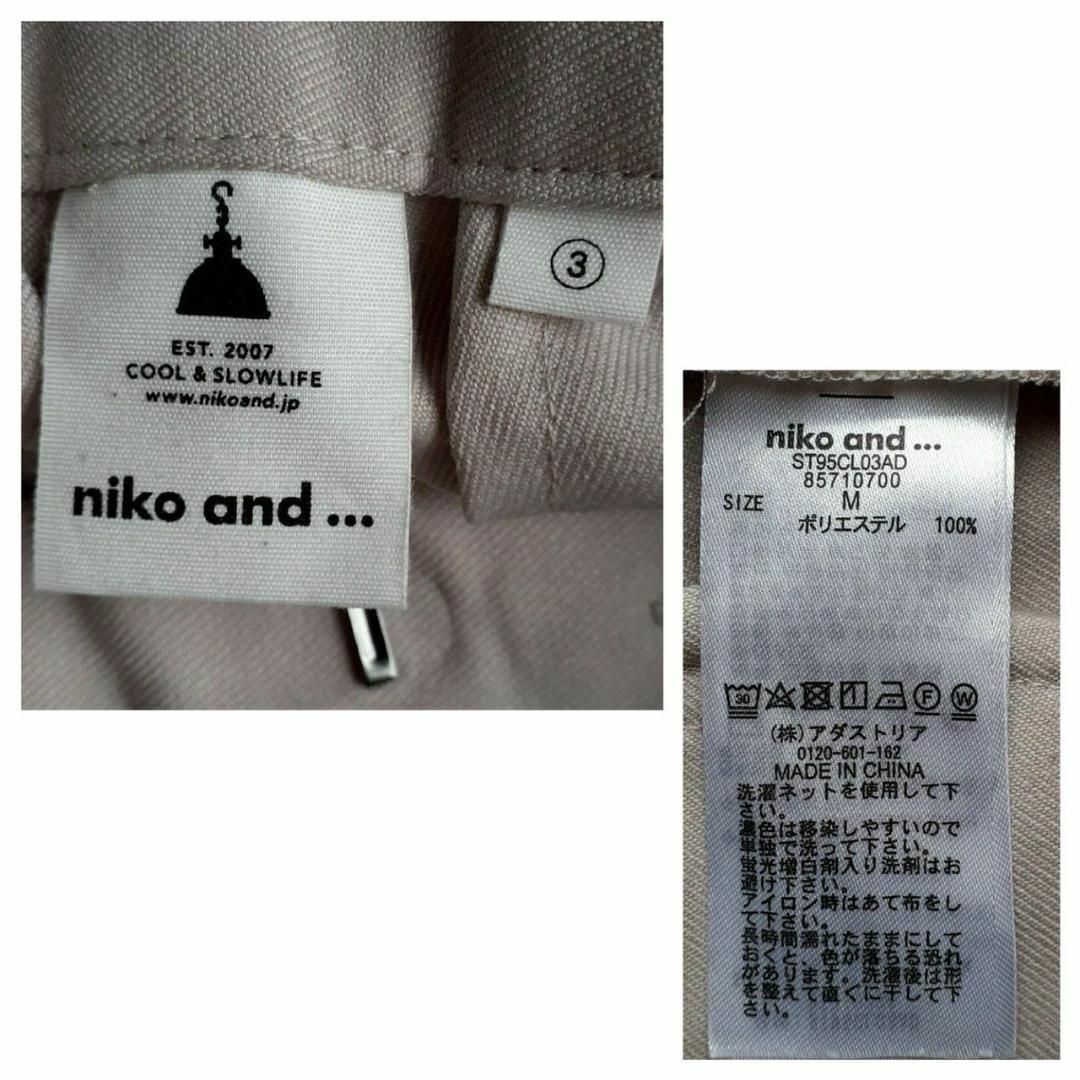 EST. 2007
COOL & SLOWLIFE
www.nikoand.jp
niko and ...
3
niko and ...
ST95CL03AD
85710700
SIZE M
ポリエステル 100%
30
F
W
(株)アダストリア
0120-601-162
MADE IN CHINA
洗濯ネットを使用して下
さい。
濃色は移染しやすいので
単独で洗って下さい。
蛍光増白剤入り洗剤はお
避け下さい。
アイロン時はあて布をし
て下さい。
長時間濡れたままにして
おくと、色が落ちる恐れ
があります。洗濯後は形
を整えて直ぐに干して下
さい。